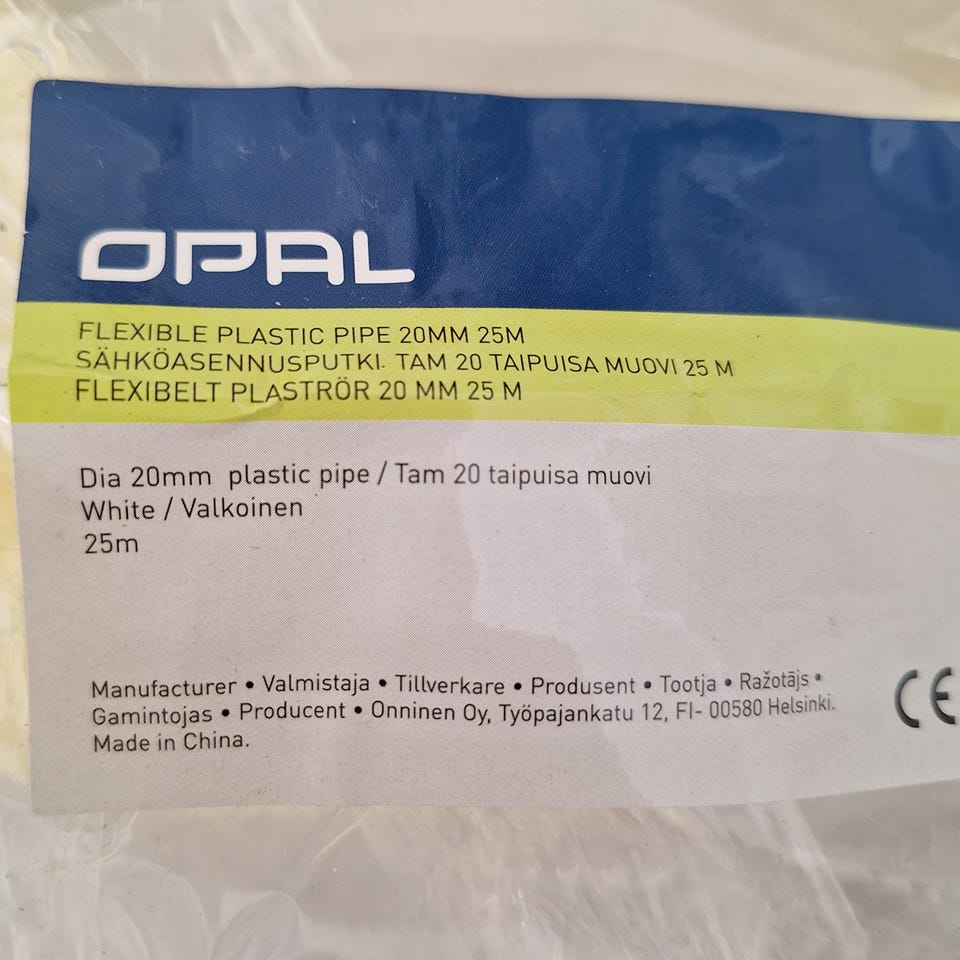 OPAL
FLEXIBLE PLASTIC PIPE 20MM 25M
SÄHKÖASENNUSPUTKI. TAM 20 TAIPUISA MUOVI 25 M
FLEXIBELT PLASTRÖR 20 MM 25 M
Dia 20mm plastic pipe / Tam 20 taipuisa muovi
White / Valkoinen
25m
Manufacturer • Valmistaja • Tillverkare • Produsent • Tootja • Ražotājs •
Gamintojas • Producent • Onninen Oy, Työpajankatu 12, FI- 00580 Helsinki.
Made in China.
CE